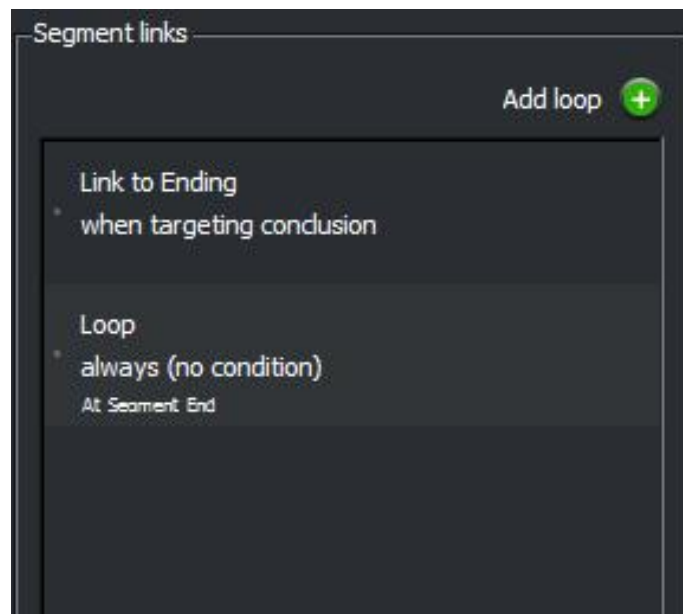 Segment links
Add loop
Link to Ending
when targeting conclusion
Loop
always (no condition)
At Segment End